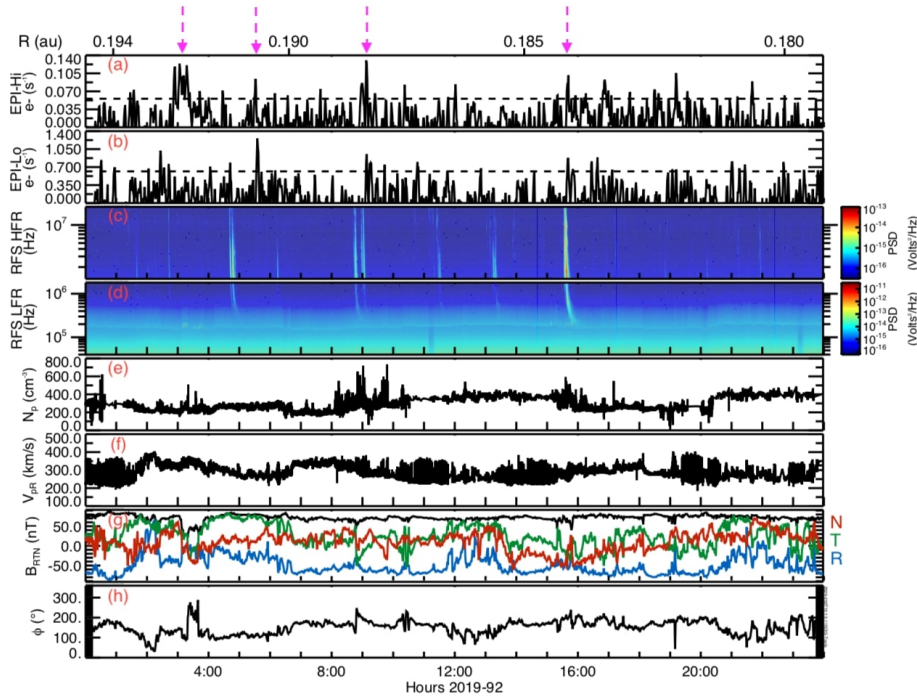 R (au) 0.194 0.190 0.185 0.180
(a)
EPI-Hi
e- (s⁻¹)
0.140
0.105
0.070
0.035
0.000
(b)
EPI-Lo
e- (s⁻¹)
1.400
1.050
0.700
0.350
0.000
(c)
RFS HFR
(Hz)
10⁷
10⁻¹³
10⁻¹⁴
10⁻¹⁵
10⁻¹⁶
PSD
(Volts²/Hz)
(d)
RFS LFR
(Hz)
10⁶
10⁵
10⁻¹¹
10⁻¹²
10⁻¹³
10⁻¹⁴
10⁻¹⁵
10⁻¹⁶
PSD
(Volts²/Hz)
(e)
Nₚ (cm⁻³)
800.0
600.0
400.0
200.0
0.0
(f)
VₚR (km/s)
500.0
400.0
300.0
200.0
100.0
(g)
B_RTN (nT)
50.0
0.0
-50.0
N
T
R
(h)
ϕ (°)
300.
200.
100.
0.
4:00 8:00 12:00 16:00 20:00
Hours 2019-92